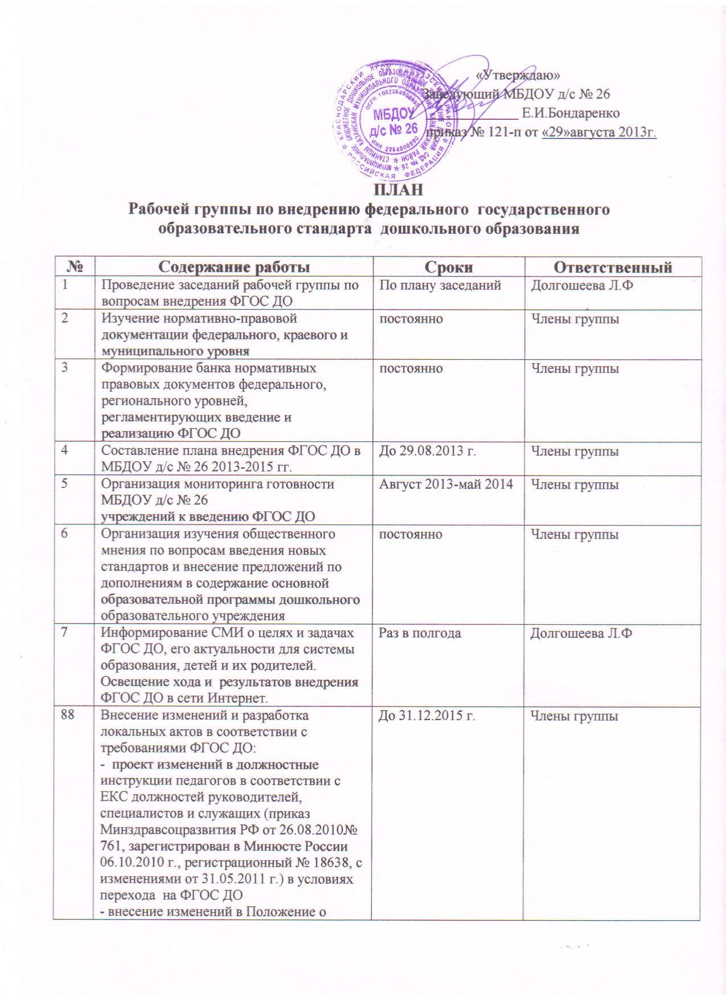 «Утверждаю»
Заведующий МБДОУ д/с № 26
Е.И.Бондаренко
приказ № 121-п от «29»августа 2013г.
МБДОУ
д/с № 26
РОССИЙСКАЯ ФЕДЕРАЦИЯ
КРАСНОДАРСКИЙ КРАЙ КАВКАЗСКИЙ РАЙОН
ПЛАН
Рабочей группы по внедрению федерального государственного
образовательного стандарта дошкольного образования
№ Содержание работы Сроки Ответственный
1 Проведение заседаний рабочей группы по По плану заседаний Долгошеева Л.Ф
вопросам внедрения ФГОС ДО
2 Изучение нормативно-правовой постоянно Члены группы
документации федерального, краевого и
муниципального уровня
3 Формирование банка нормативных постоянно Члены группы
правовых документов федерального,
регионального уровней,
регламентирующих введение и
реализацию ФГОС ДО
4 Составление плана внедрения ФГОС ДО в До 29.08.2013 г. Члены группы
МБДОУ д/с № 26 2013-2015 гг.
5 Организация мониторинга готовности Август 2013-май 2014 Члены группы
МБДОУ д/с № 26
учреждений к введению ФГОС ДО
6 Организация изучения общественного постоянно Члены группы
мнения по вопросам введения новых
стандартов и внесение предложений по
дополнениям в содержание основной
образовательной программы дошкольного
образовательного учреждения
7 Информирование СМИ о целях и задачах Раз в полгода Долгошеева Л.Ф
ФГОС ДО, его актуальности для системы
образования, детей и их родителей.
Освещение хода и результатов внедрения
ФГОС ДО в сети Интернет.
88 Внесение изменений и разработка До 31.12.2015 г. Члены группы
локальных актов в соответствии с
требованиями ФГОС ДО:
- проект изменений в должностные
инструкции педагогов в соответствии с
ЕКС должностей руководителей,
специалистов и служащих (приказ
Минздравсоцразвития РФ от 26.08.2010№
761, зарегистрирован в Минюсте России
06.10.2010 г., регистрационный № 18638, с
изменениями от 31.05.2011 г.) в условиях
перехода на ФГОС ДО
- внесение изменений в Положение о